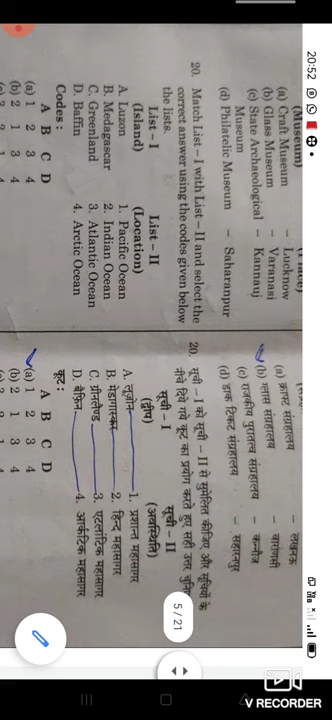 20:52
(Museum)
(a) Craft Museum – Lucknow
(b) Glass Museum – Varanasi
(c) State Archaeological – Kannauj
Museum
(d) Philatelic Museum – Saharanpur
20. Match List – I with List – II and select the
correct answer using the codes given below
the lists.
List – I List – II
(Island) (Location)
A. Luzon 1. Pacific Ocean
B. Medagascar 2. Indian Ocean
C. Greenland 3. Atlantic Ocean
D. Baffin 4. Arctic Ocean
Codes :
A B C D
(a) 1 2 3 4
(b) 2 1 3 4
(a) क्राफ्ट संग्रहालय – लखनऊ
(b) ग्लास संग्रहालय – वाराणसी
(c) राजकीय पुरातत्व संग्रहालय – कन्नौज
(d) डाक टिकट संग्रहालय – सहारनपुर
20. सूची – I को सूची – II से सुमेलित कीजिए और सूचियों के
नीचे दिये गये कूट का प्रयोग करते हुए सही उत्तर चुनिए
सूची – I सूची – II
(द्वीप) (अवस्थिति)
A. लूज़ोन 1. प्रशान्त महासागर
B. मेडागास्कर 2. हिन्द महासागर
C. ग्रीनलैण्ड 3. एटलांटिक महासागर
D. बैफिन 4. आर्कटिक महासागर
कूट :
A B C D
(a) 1 2 3 4
(b) 2 1 3 4
5 / 21
V RECORDER